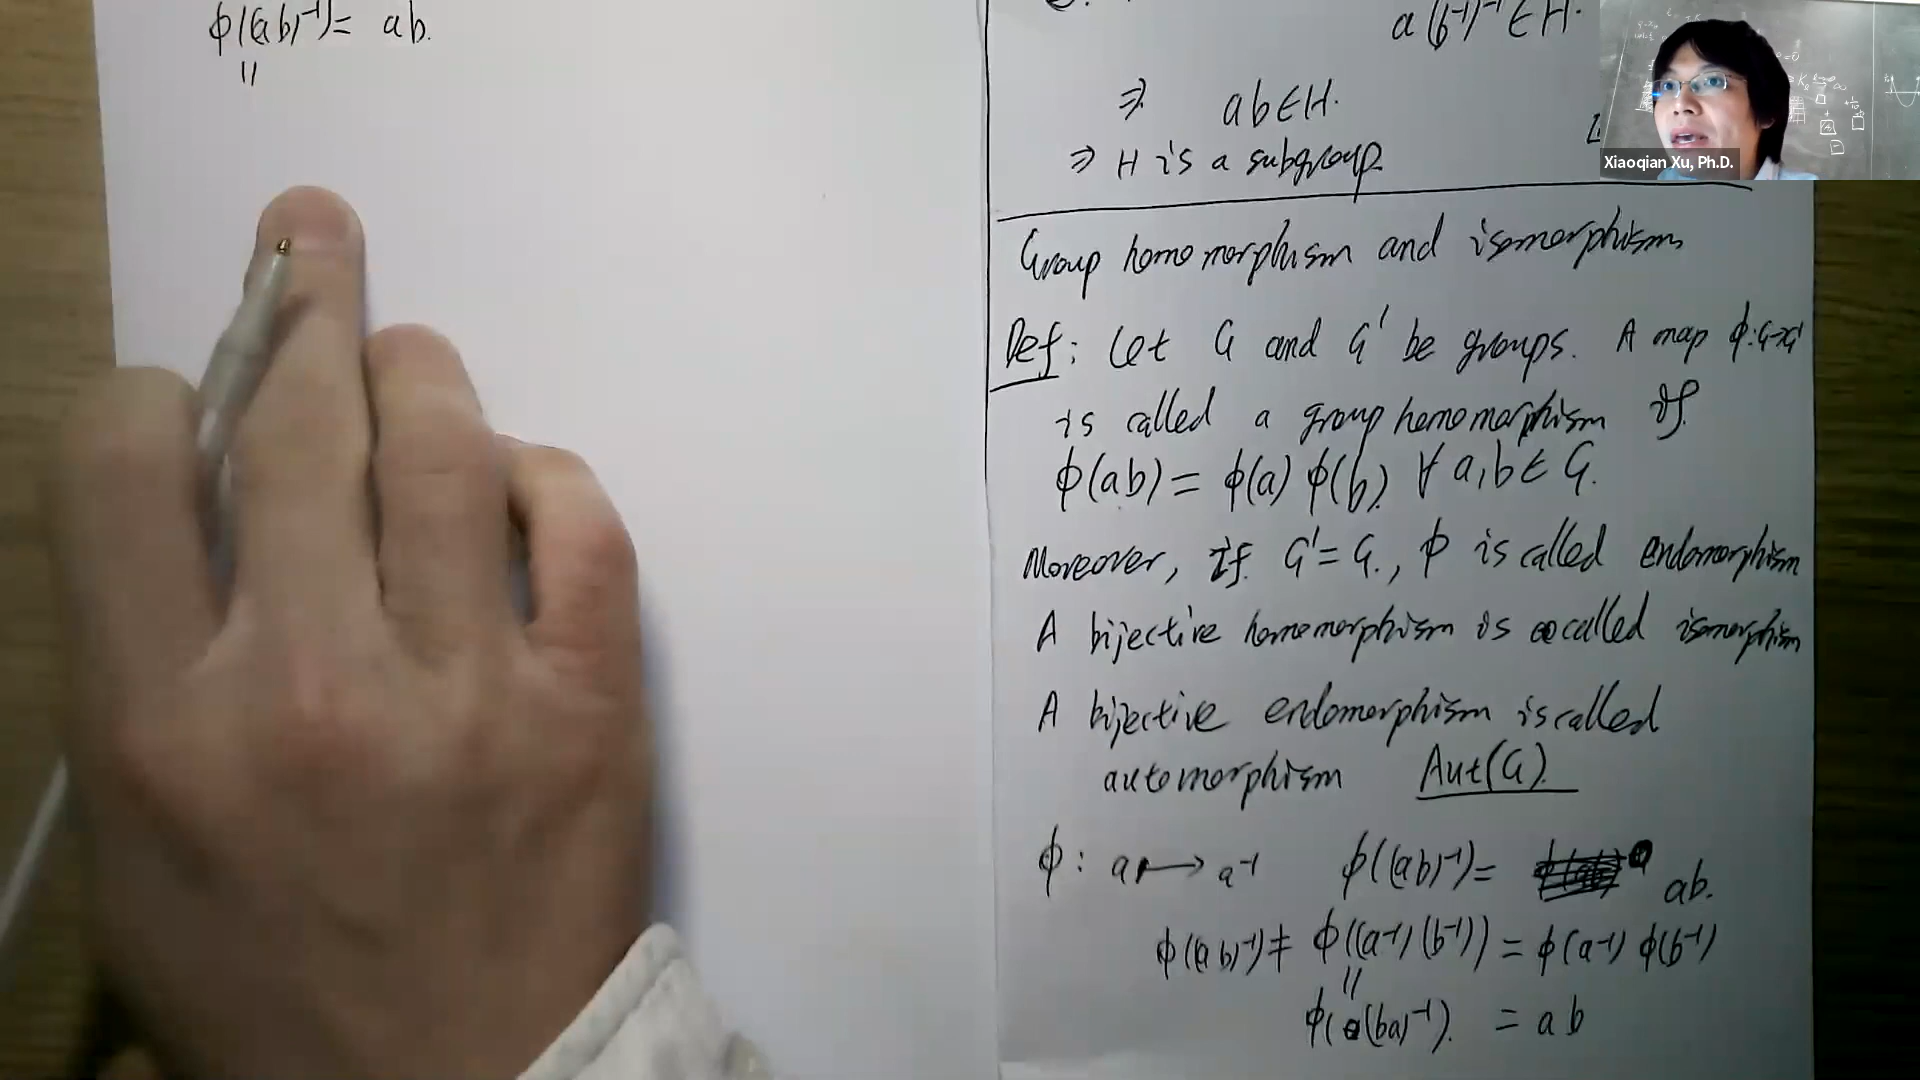 ϕ((ab)⁻¹) = ab.
||
a(b⁻¹)⁻¹ ∈ H.
⇒ ab ∈ H.
⇒ H is a subgroup.
Xiaoqian Xu, Ph.D.
Group homomorphism and isomorphism
Def: Let G and G' be groups. A map ϕ: G→G'
is called a group homomorphism if.
ϕ(ab) = ϕ(a) ϕ(b). ∀ a, b ∈ G.
Moreover, if G' = G., ϕ is called endomorphism
A bijective homomorphism is called isomorphism
A bijective endomorphism is called
automorphism Aut(G).
ϕ: a ↦ a⁻¹ ϕ((ab)⁻¹) = ab.
ϕ((ab)⁻¹) ≠ ϕ((a⁻¹)(b⁻¹)) = ϕ(a⁻¹) ϕ(b⁻¹)
||
ϕ((ba)⁻¹). = ab